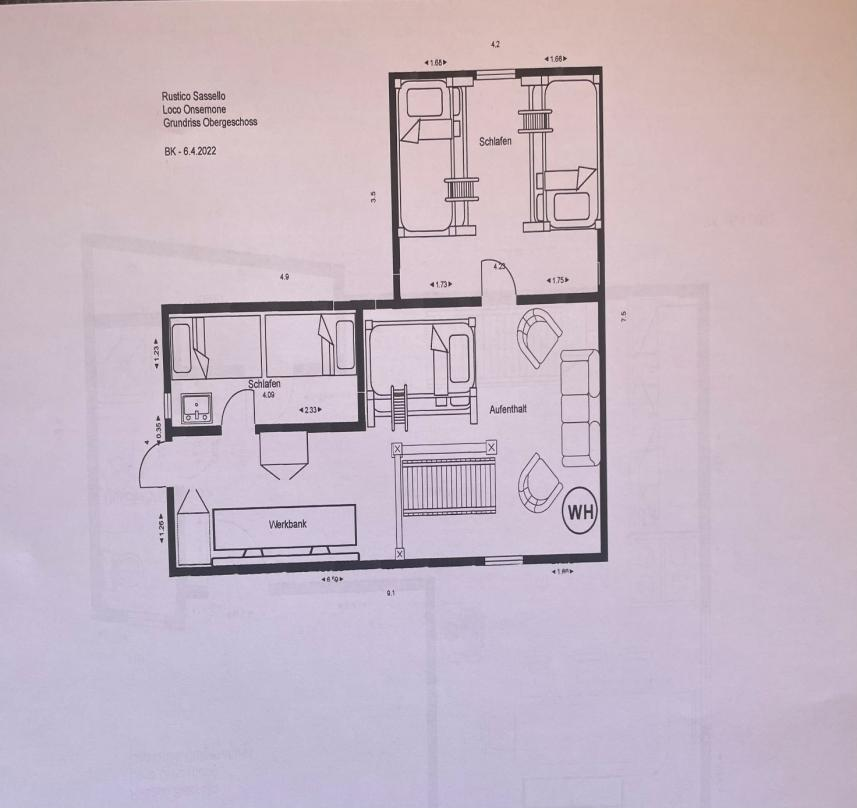 Rustico Sassello
Loco Onsernone
Grundriss Obergeschoss
BK - 6.4.2022
4.2
◄1.68►
◄1.68►
Schlafen
3.5
4.23
◄1.73►
◄1.75►
4.9
7.5
◄1.23►
Schlafen
4.09
◄2.33►
Aufenthalt
◄0.35►
4
◄1.26►
Werkbank
WH
9.1